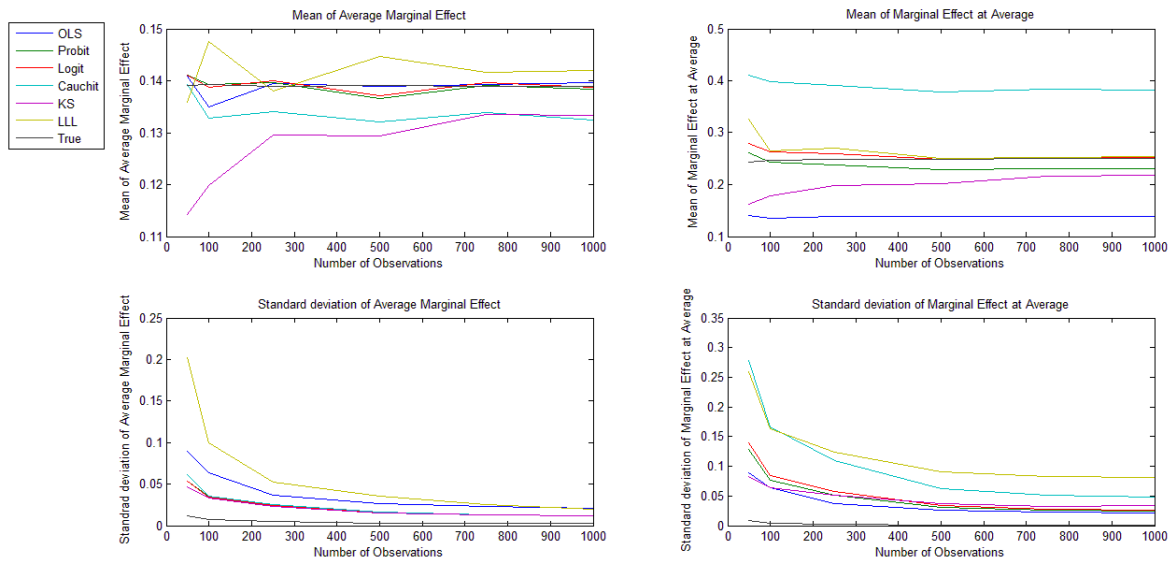 OLS
Probit
Logit
Cauchit
KS
LLL
True
Mean of Average Marginal Effect
Mean of Average Marginal Effect
0.15
0.14
0.13
0.12
0.11
0 100 200 300 400 500 600 700 800 900 1000
Number of Observations
Mean of Marginal Effect at Average
Mean of Marginal Effect at Average
0.5
0.4
0.3
0.2
0.1
0 100 200 300 400 500 600 700 800 900 1000
Number of Observations
Standard deviation of Average Marginal Effect
Standrad deviation of Average Marginal Effect
0.25
0.2
0.15
0.1
0.05
0
0 100 200 300 400 500 600 700 800 900 1000
Number of Observations
Standard deviation of Marginal Effect at Average
Standard deviation of Marginal Effect at Average
0.35
0.3
0.25
0.2
0.15
0.1
0.05
0
0 100 200 300 400 500 600 700 800 900 1000
Number of Observations